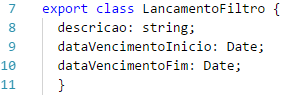 7 export class LancamentoFiltro {
8 descricao: string;
9 dataVencimentoInicio: Date;
10 dataVencimentoFim: Date;
11 }